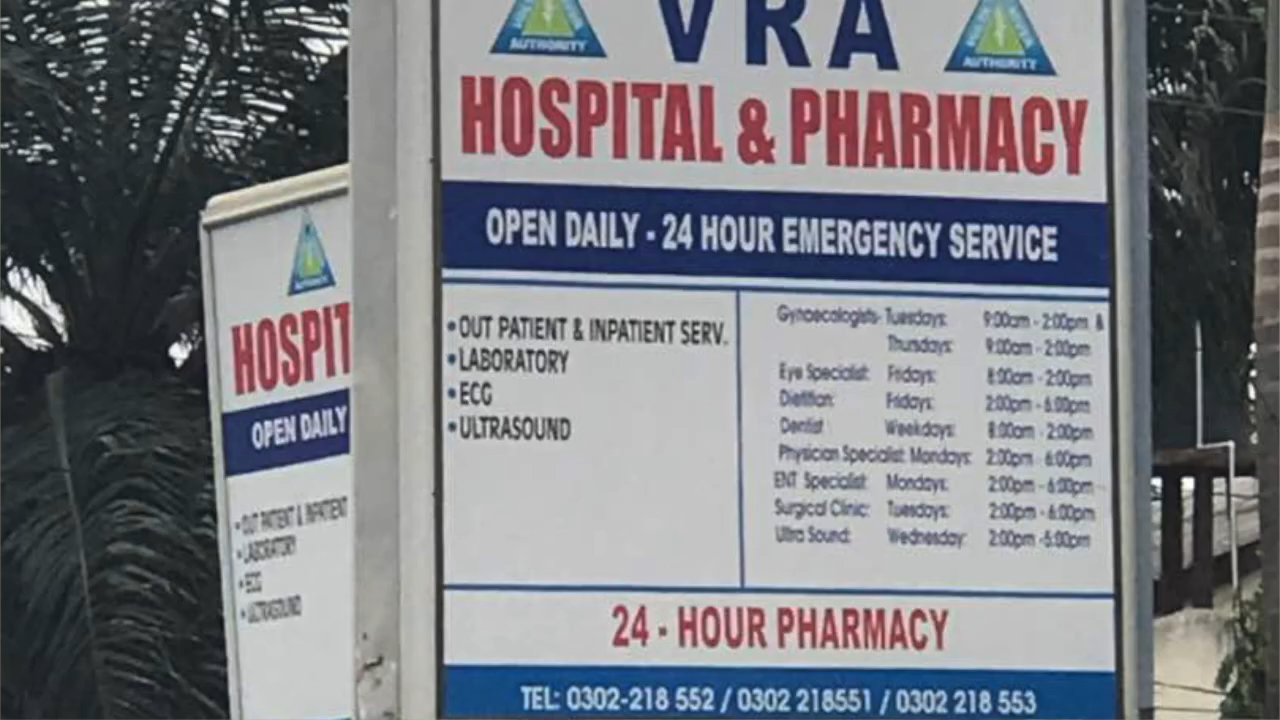 VRA
AUTHORITY
AUTHORITY
HOSPITAL & PHARMACY
OPEN DAILY - 24 HOUR EMERGENCY SERVICE
• OUT PATIENT & INPATIENT SERV.
• LABORATORY
• ECG
• ULTRASOUND
Gynaecologists- Tuesdays: 9:00am - 2:00pm &
Thursdays: 9:00am - 2:00pm
Eye Specialist: Fridays: 8:00am - 2:00pm
Dietitian: Fridays: 2:00pm - 6:00pm
Dentist Weekdays: 8:00am - 2:00pm
Physician Specialist: Mondays: 2:00pm - 6:00pm
ENT Specialist: Mondays: 2:00pm - 6:00pm
Surgical Clinic: Tuesdays: 2:00pm - 6:00pm
Ultra Sound: Wednesday: 2:00pm -5:00pm
24 - HOUR PHARMACY
TEL: 0302-218 552 / 0302 218551 / 0302 218 553
AUTHORITY
HOSPIT
OPEN DAILY
• OUT PATIENT & INPATIENT
• LABORATORY
• ECG
• ULTRASOUND